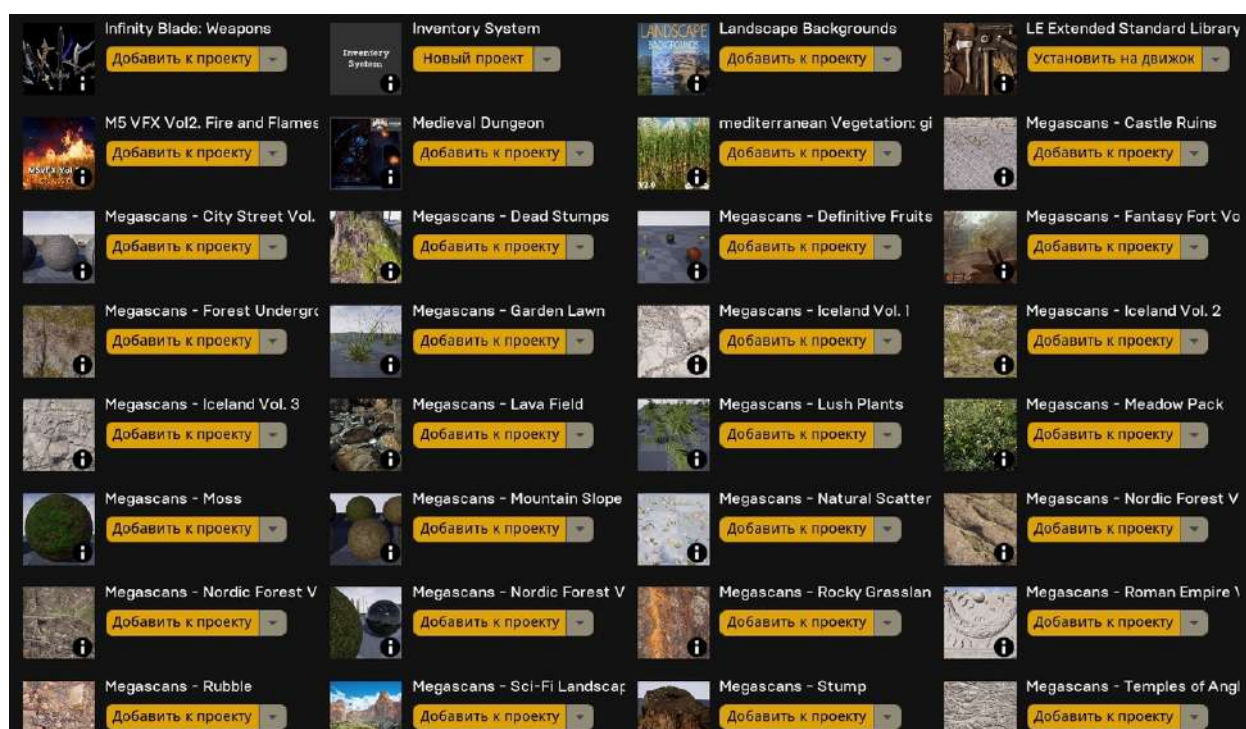 Infinity Blade: Weapons
Добавить к проекту
Inventory System
Inventory System
Новый проект
LANDSCAPE
BACKGROUNDS
Landscape Backgrounds
Добавить к проекту
LE Extended Standard Library
Установить на движок
M5 VFX Vol2. Fire and Flames
Добавить к проекту
Medieval Dungeon
Добавить к проекту
V2.0
mediterranean Vegetation: gi
Добавить к проекту
Megascans - Castle Ruins
Добавить к проекту
Megascans - City Street Vol.
Добавить к проекту
Megascans - Dead Stumps
Добавить к проекту
Megascans - Definitive Fruits
Добавить к проекту
Megascans - Fantasy Fort Vo
Добавить к проекту
Megascans - Forest Undergro
Добавить к проекту
Megascans - Garden Lawn
Добавить к проекту
Megascans - Iceland Vol. 1
Добавить к проекту
Megascans - Iceland Vol. 2
Добавить к проекту
Megascans - Iceland Vol. 3
Добавить к проекту
Megascans - Lava Field
Добавить к проекту
Megascans - Lush Plants
Добавить к проекту
Megascans - Meadow Pack
Добавить к проекту
Megascans - Moss
Добавить к проекту
Megascans - Mountain Slope
Добавить к проекту
Megascans - Natural Scatter
Добавить к проекту
Megascans - Nordic Forest V
Добавить к проекту
Megascans - Nordic Forest V
Добавить к проекту
Megascans - Nordic Forest V
Добавить к проекту
Megascans - Rocky Grasslan
Добавить к проекту
Megascans - Roman Empire V
Добавить к проекту
Megascans - Rubble
Добавить к проекту
Megascans - Sci-Fi Landscap
Добавить к проекту
Megascans - Stump
Добавить к проекту
Megascans - Temples of Angl
Добавить к проекту